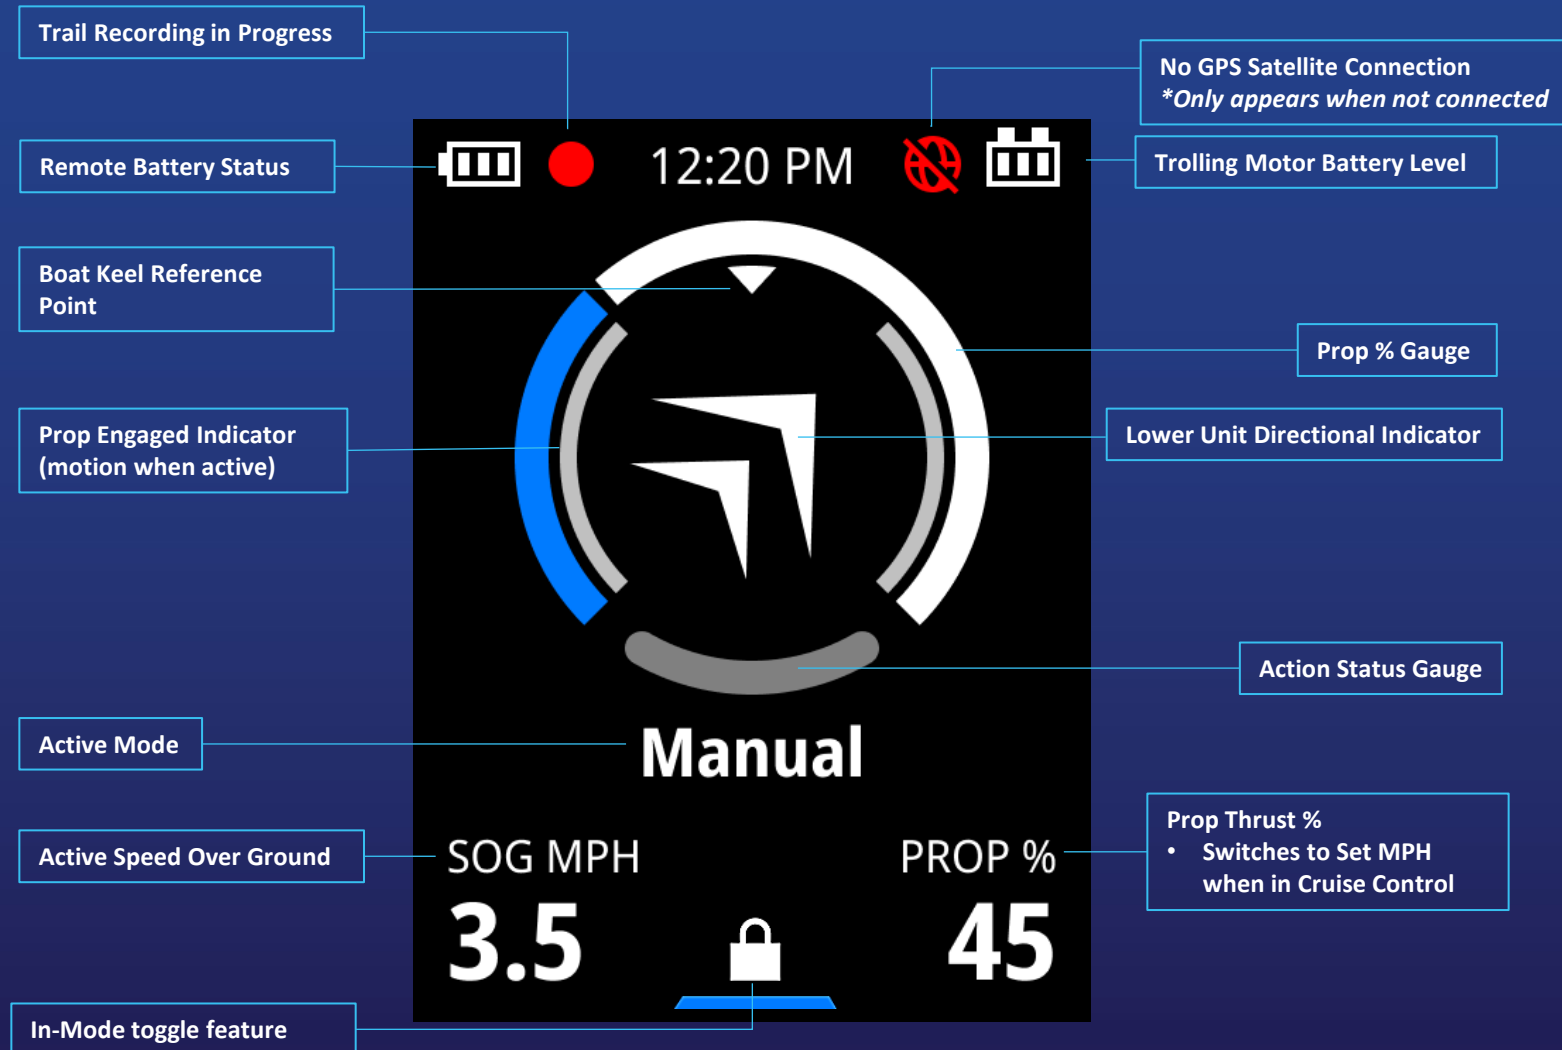 Trail Recording in Progress
No GPS Satellite Connection
*Only appears when not connected
Remote Battery Status
12:20 PM
Trolling Motor Battery Level
Boat Keel Reference
Point
Prop % Gauge
Prop Engaged Indicator
(motion when active)
Lower Unit Directional Indicator
Action Status Gauge
Active Mode
Manual
Active Speed Over Ground
SOG MPH
3.5
PROP %
45
Prop Thrust %
• Switches to Set MPH
when in Cruise Control
In-Mode toggle feature